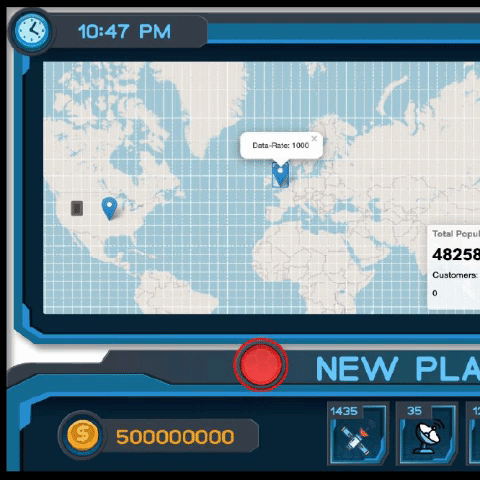 10:47 PM
Data-Rate: 1000
Total Popul
48258
Customers:
0
NEW PLA
1435
35
500000000